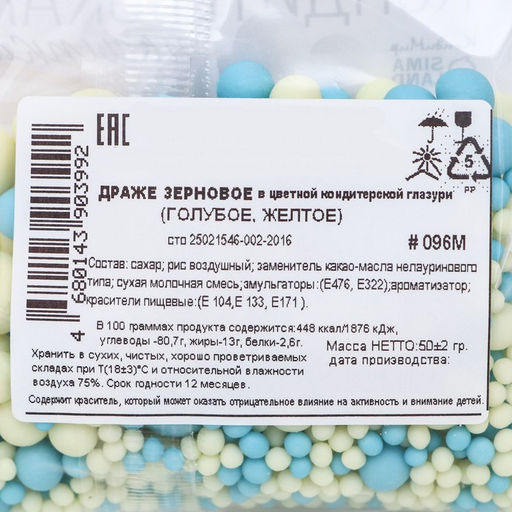 EAC
ДРАЖЕ ЗЕРНОВОЕ в цветной кондитерской глазури
(ГОЛУБОЕ, ЖЕЛТОЕ)
5
PP
сто 25021546-002-2016
# 096М
Состав: сахар; рис воздушный; заменитель какао-масла нелауринового
типа; сухая молочная смесь;эмульгаторы:(Е476, Е322);ароматизатор;
красители пищевые:(Е 104,Е 133, Е171 ).
В 100 граммах продукта содержится:448 ккал/1876 кДж,
углеводы -80,7г, жиры-13г, белки-2,6г.
Масса НЕТТО:50±2 гр.
дата производства:
Хранить в сухих, чистых, хорошо проветриваемых
складах при Т(18±3)*С и относительной влажности
воздуха 75%. Срок годности 12 месяцев.
Содержит краситель, который может оказать отрицательное влияние на активность и внимание детей.
4 680143 903992
SIMA
LAND